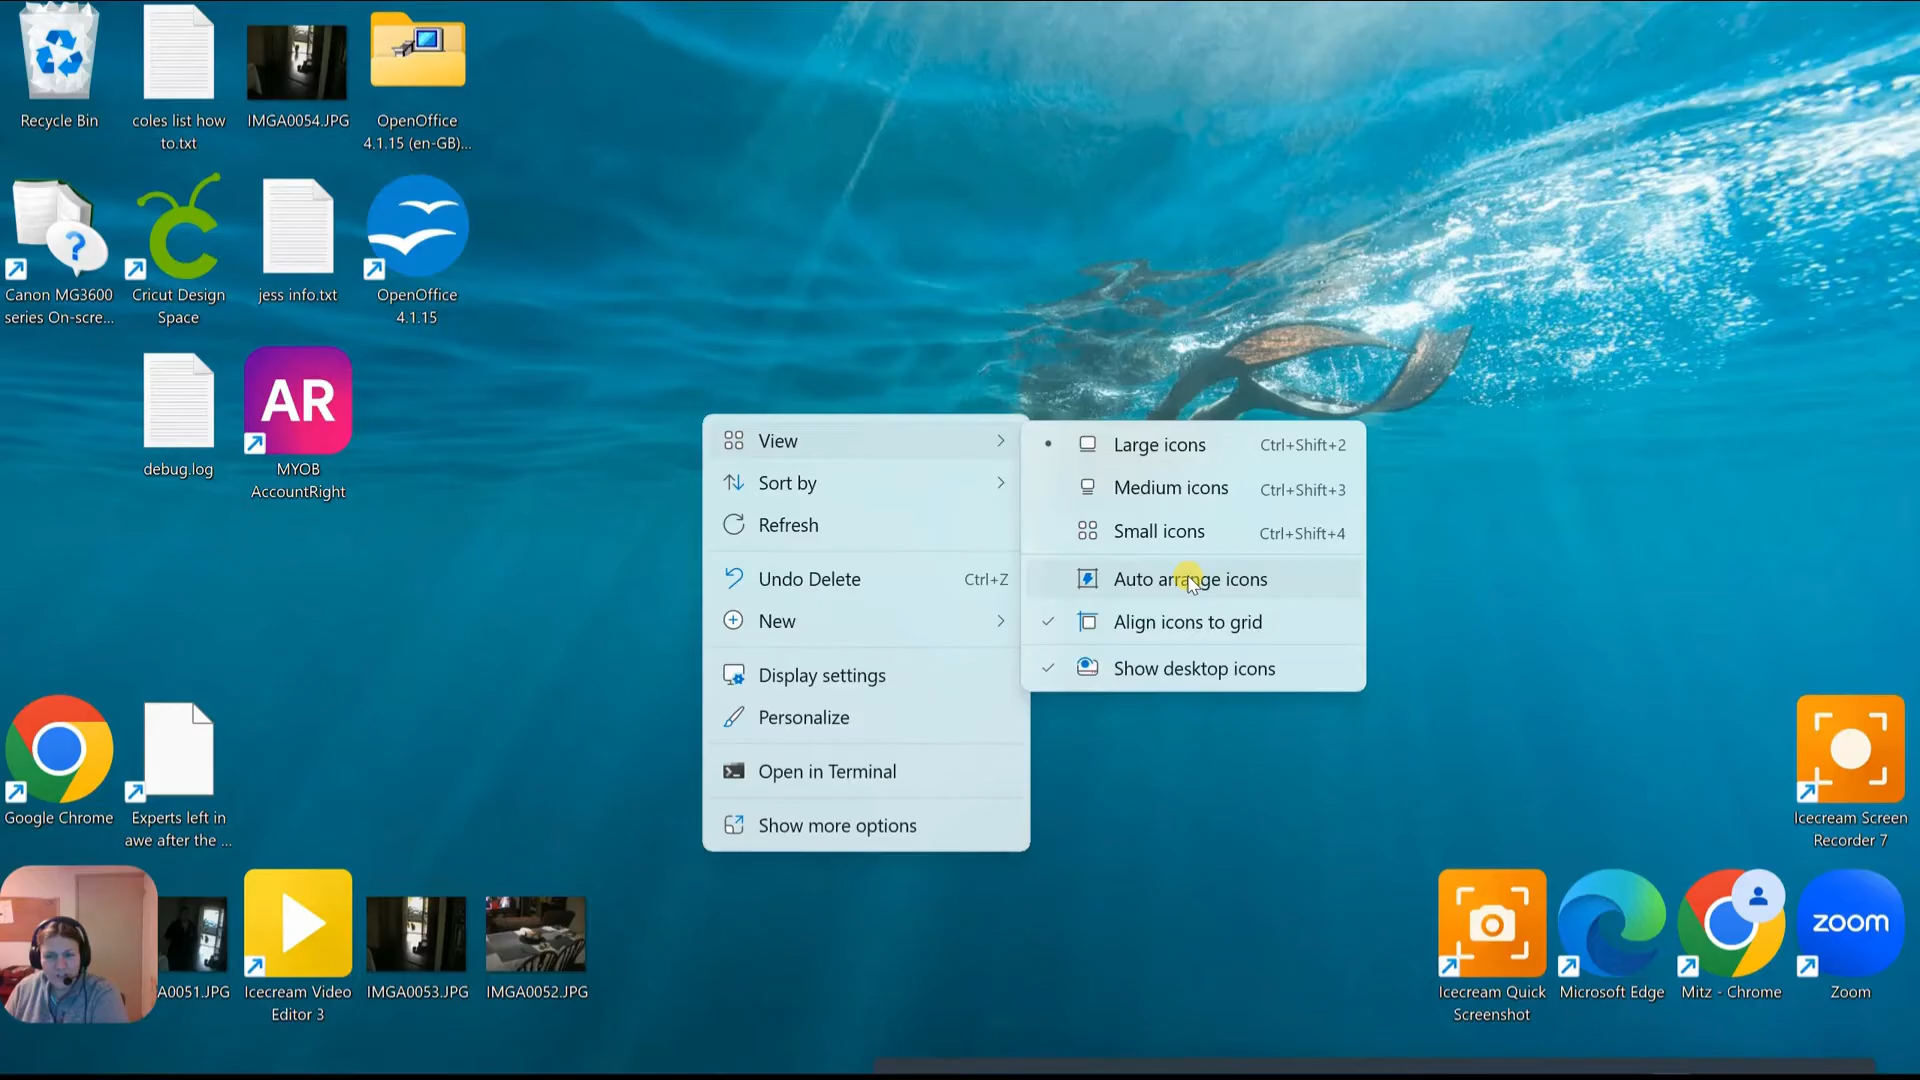 Recycle Bin
coles list how
to.txt
IMGA0054.JPG
OpenOffice
4.1.15 (en-GB)...
Canon MG3600
series On-scre...
Cricut Design
Space
jess info.txt
OpenOffice
4.1.15
debug.log
AR
MYOB
AccountRight
View
Sort by
Refresh
Undo Delete Ctrl+Z
New
Display settings
Personalize
Open in Terminal
Show more options
Large icons Ctrl+Shift+2
Medium icons Ctrl+Shift+3
Small icons Ctrl+Shift+4
Auto arrange icons
Align icons to grid
Show desktop icons
Google Chrome
Experts left in
awe after the ...
Icecream Screen
Recorder 7
A0051.JPG
Icecream Video
Editor 3
IMGA0053.JPG
IMGA0052.JPG
Icecream Quick
Screenshot
Microsoft Edge
Mitz - Chrome
zoom
Zoom